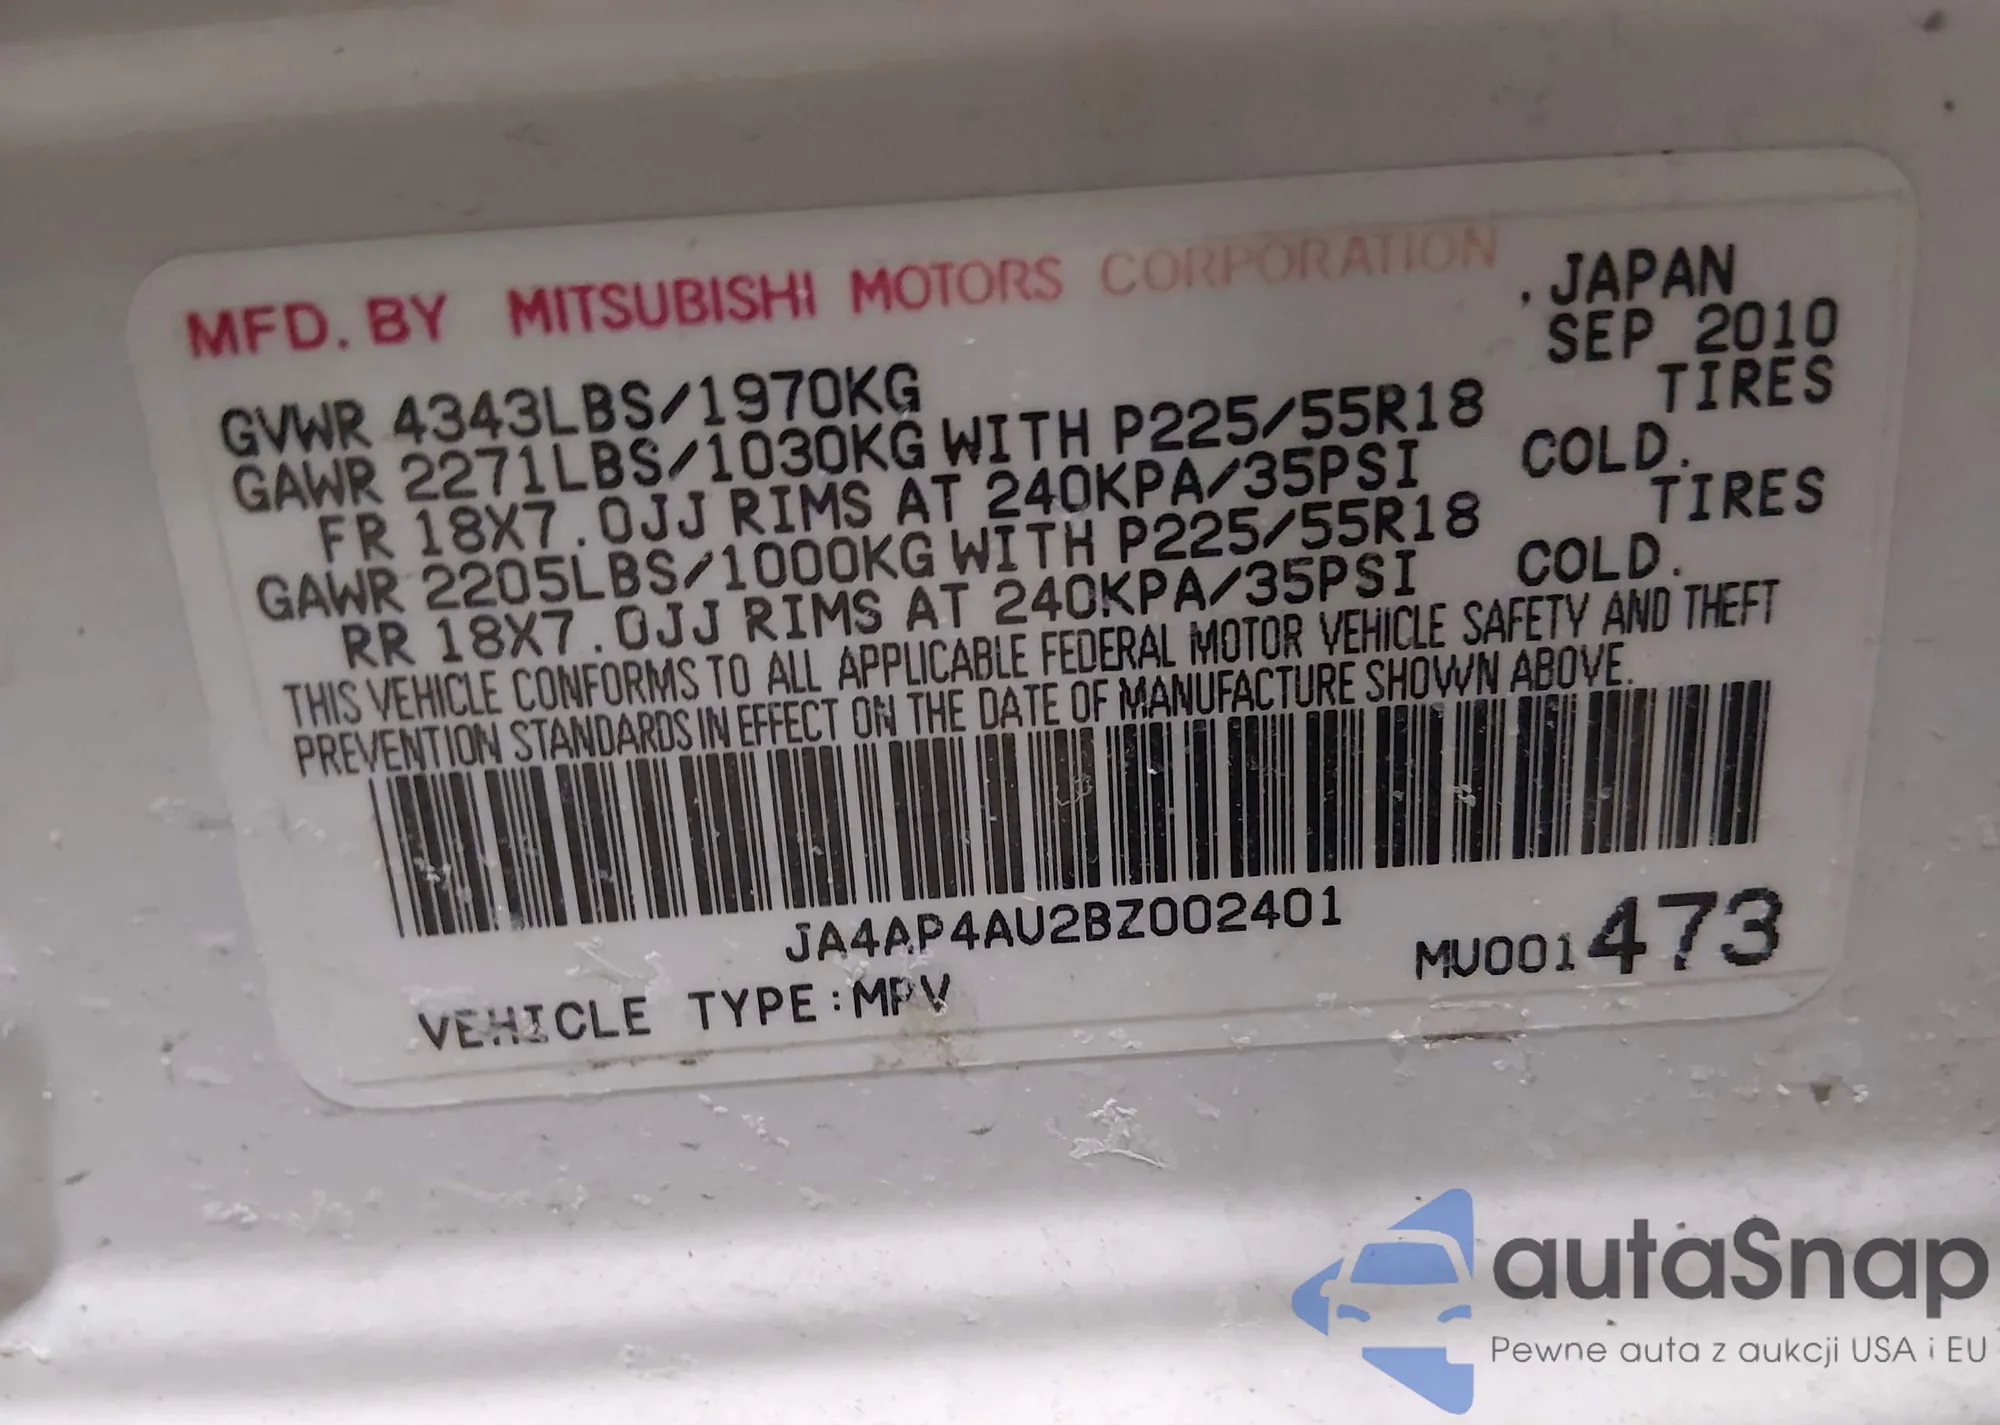 MFD. BY MITSUBISHI MOTORS CORPORATION , JAPAN
SEP 2010
GVWR 4343LBS/1970KG
GAWR 2271LBS/1030KG WITH P225/55R18 TIRES
FR 18X7.0JJ RIMS AT 240KPA/35PSI COLD.
GAWR 2205LBS/1000KG WITH P225/55R18 TIRES
RR 18X7.0JJ RIMS AT 240KPA/35PSI COLD.
THIS VEHICLE CONFORMS TO ALL APPLICABLE FEDERAL MOTOR VEHICLE SAFETY AND THEFT
PREVENTION STANDARDS IN EFFECT ON THE DATE OF MANUFACTURE SHOWN ABOVE.
JA4AP4AU2BZ002401
MU001473
VEHICLE TYPE:MPV
autaSnap
Pewne auta z aukcji USA i EU